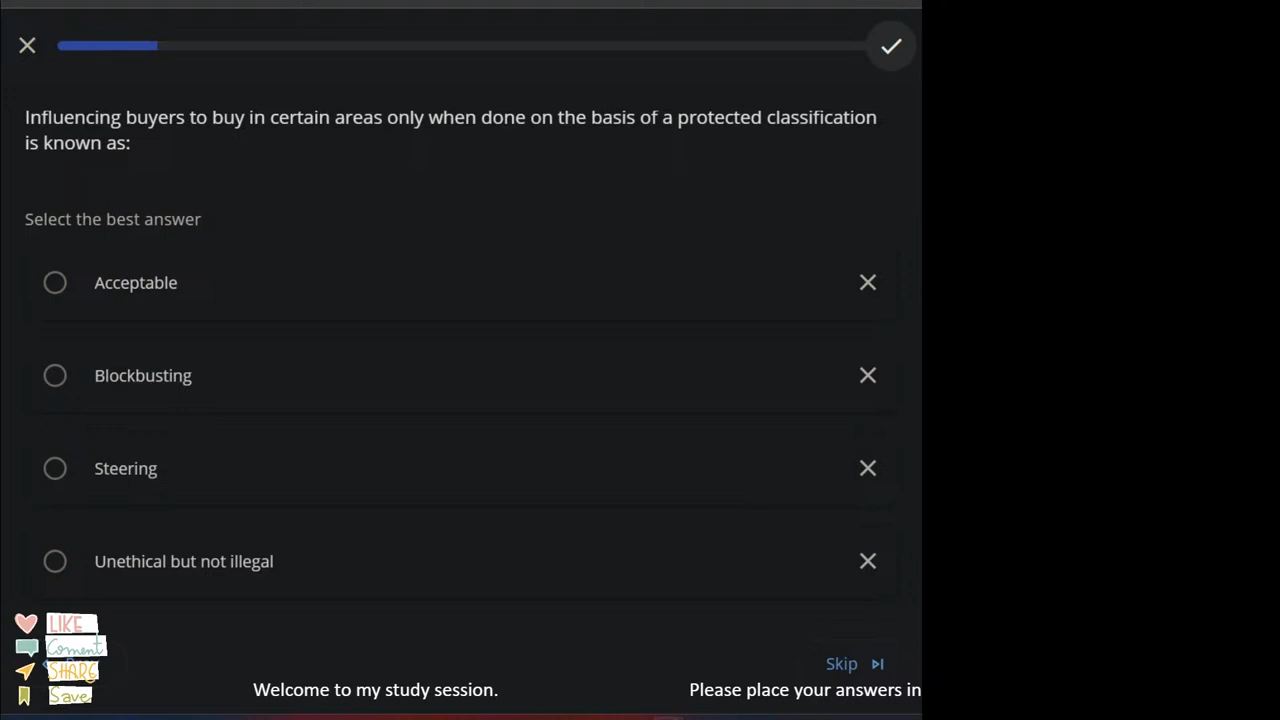 Influencing buyers to buy in certain areas only when done on the basis of a protected classification
is known as:
Select the best answer
Acceptable
Blockbusting
Steering
Unethical but not illegal
LIKE
Coment
SHARE
Save
Skip
Welcome to my study session. Please place your answers in